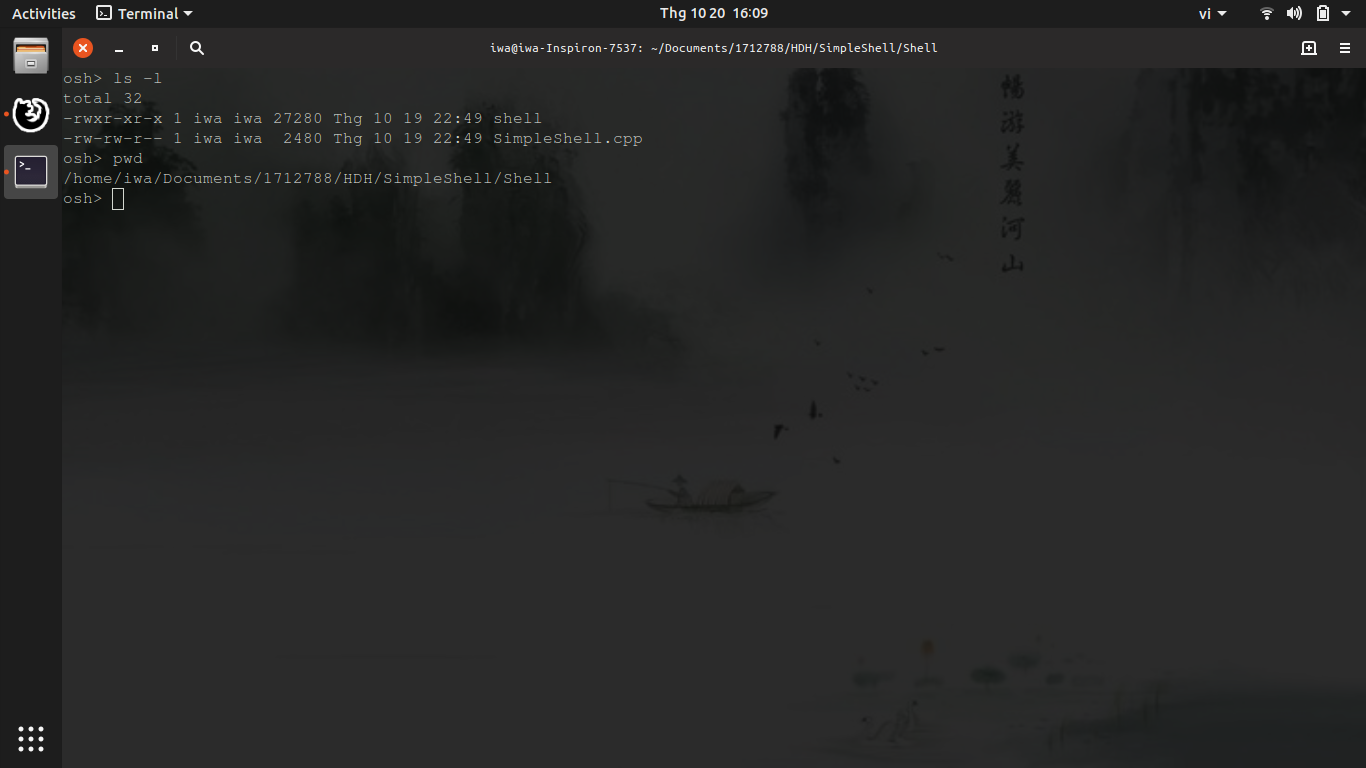 Activities Terminal Thg 10 20 16:09 vi
iwa@iwa-Inspiron-7537: ~/Documents/1712788/HDH/SimpleShell/Shell
osh> ls -l
total 32
-rwxr-xr-x 1 iwa iwa 27280 Thg 10 19 22:49 shell
-rw-rw-r-- 1 iwa iwa  2480 Thg 10 19 22:49 SimpleShell.cpp
osh> pwd
/home/iwa/Documents/1712788/HDH/SimpleShell/Shell
osh>
畅游美丽河山